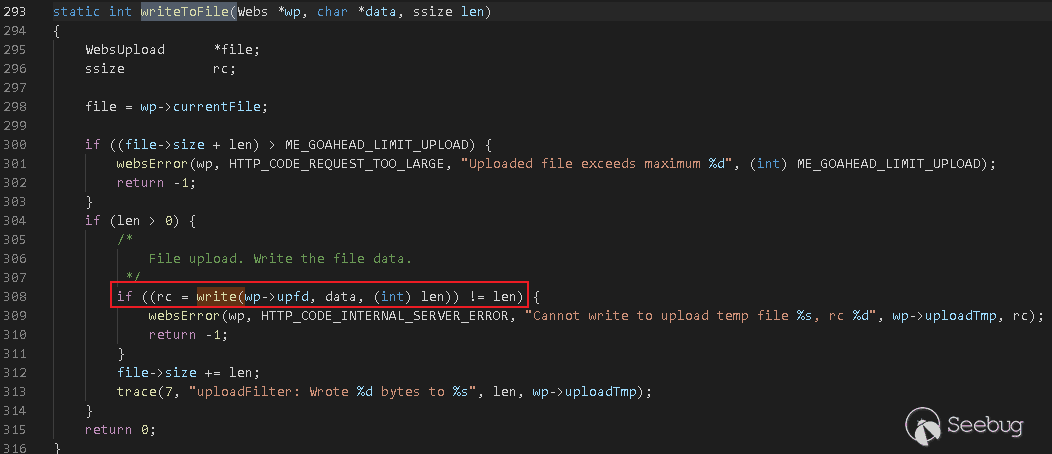 293 static int writeToFile(Webs *wp, char *data, ssize len)
294 {
295     WebsUpload      *file;
296     ssize           rc;
297
298     file = wp->currentFile;
299
300     if ((file->size + len) > ME_GOAHEAD_LIMIT_UPLOAD) {
301         websError(wp, HTTP_CODE_REQUEST_TOO_LARGE, "Uploaded file exceeds maximum %d", (int) ME_GOAHEAD_LIMIT_UPLOAD);
302         return -1;
303     }
304     if (len > 0) {
305         /*
306             File upload. Write the file data.
307          */
308         if ((rc = write(wp->upfd, data, (int) len)) != len) {
309             websError(wp, HTTP_CODE_INTERNAL_SERVER_ERROR, "Cannot write to upload temp file %s, rc %d", wp->uploadTmp, rc);
310             return -1;
311         }
312         file->size += len;
313         trace(7, "uploadFilter: Wrote %d bytes to %s", len, wp->uploadTmp);
314     }
315     return 0;
316 }
Seebug